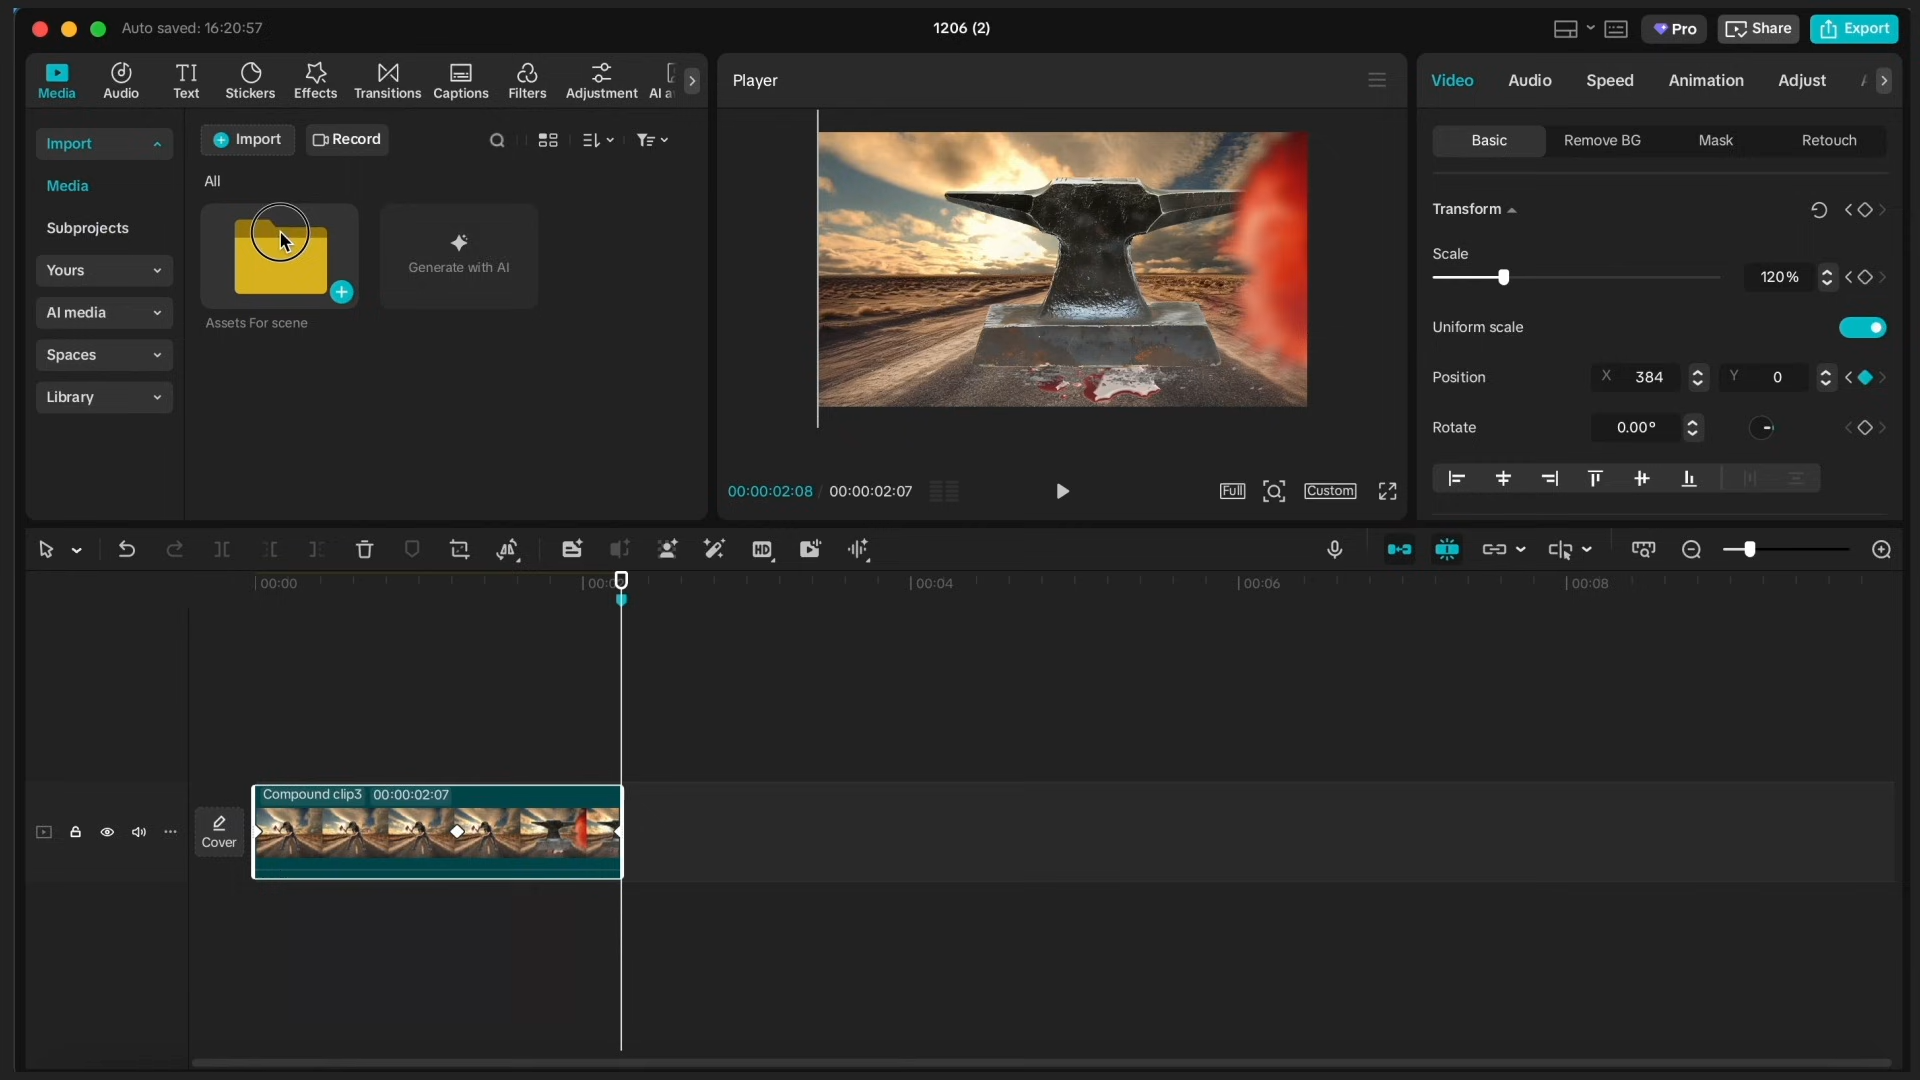 Auto saved: 16:20:57
1206 (2)
Pro
Share
Export
Media
Audio
Text
Stickers
Effects
Transitions
Captions
Filters
Adjustment
Player
Video
Audio
Speed
Animation
Adjust
Import
Media
Subprojects
Yours
AI media
Spaces
Library
Import
Record
All
Generate with AI
Assets For scene
Basic
Remove BG
Mask
Retouch
Transform
Scale
120%
Uniform scale
Position
X 384
Y 0
Rotate
0.00°
00:00:02:08 / 00:00:02:07
Full
Custom
HD
00:00
00:04
00:06
00:08
Compound clip3 00:00:02:07
Cover